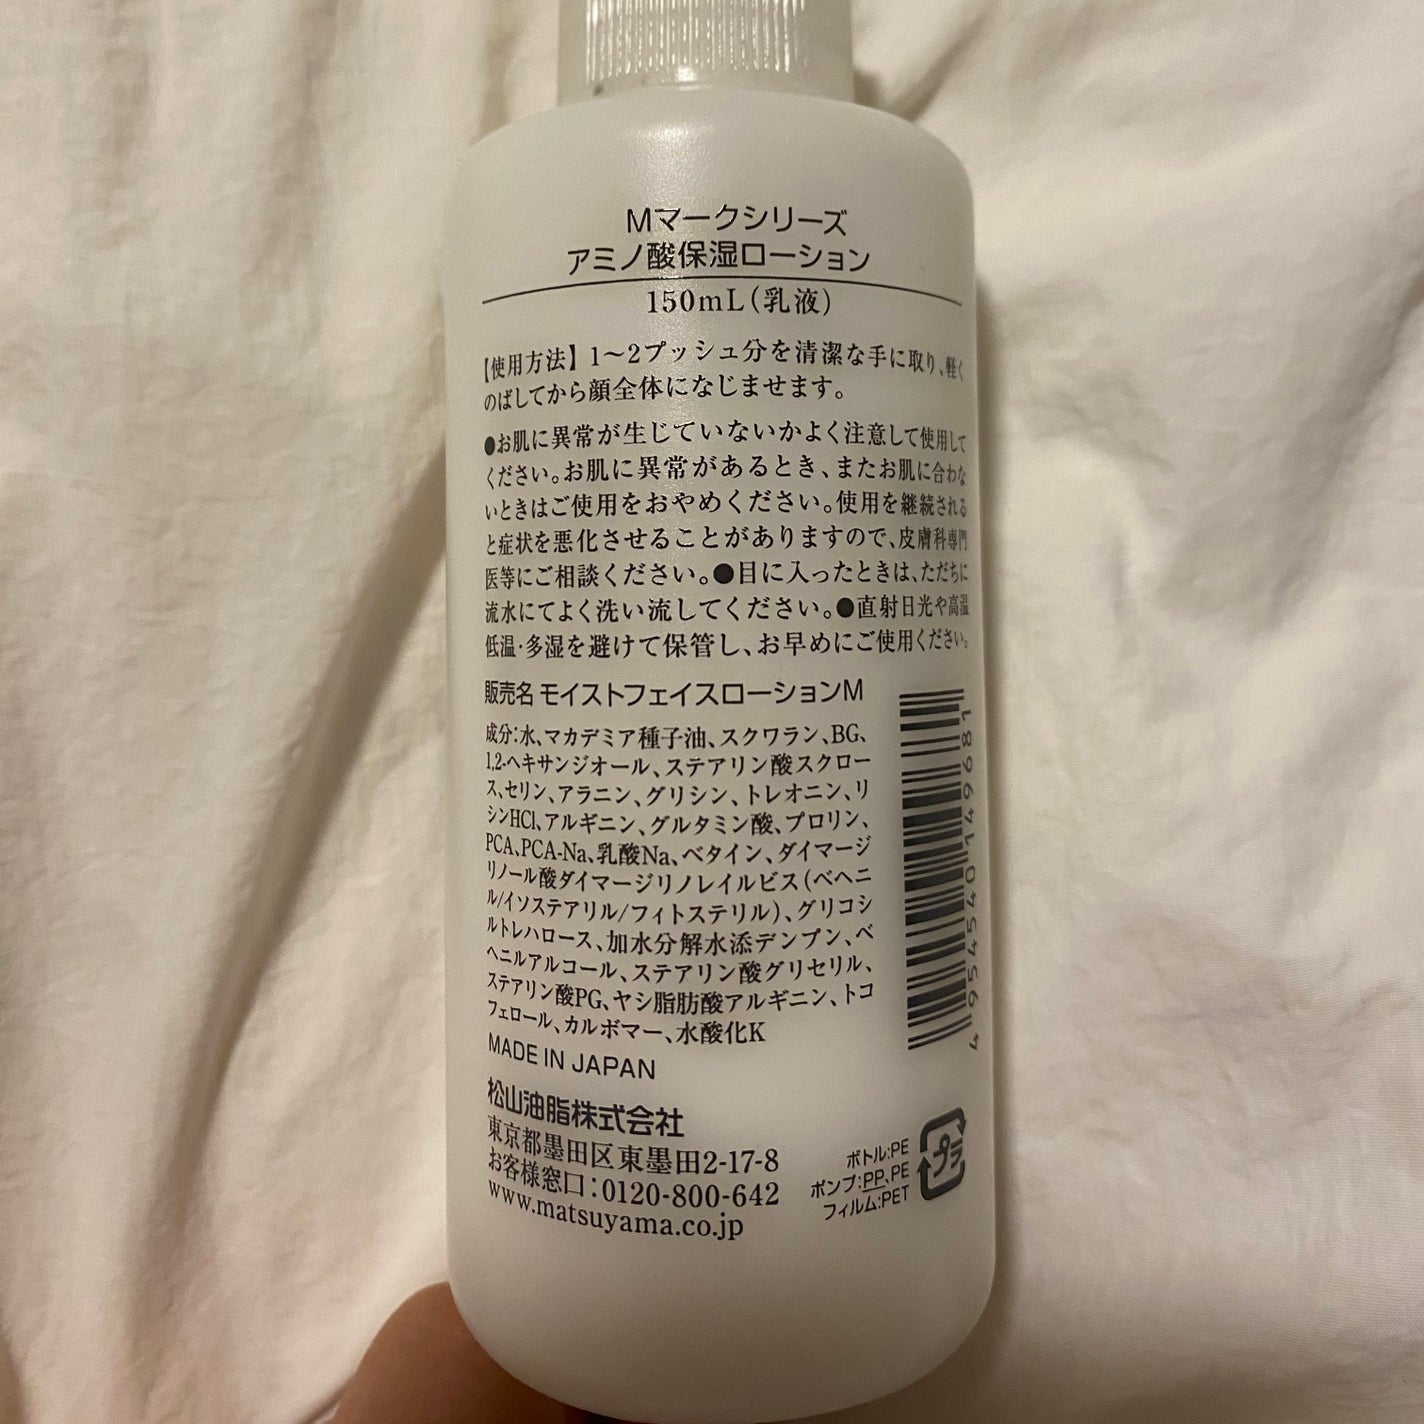 Mマークシリーズ
アミノ酸保湿ローション
150mL（乳液）
【使用方法】1〜2プッシュ分を清潔な手に取り、軽く
のばしてから顔全体になじませます。
●お肌に異常が生じていないかよく注意して使用して
ください。お肌に異常があるとき、またお肌に合わな
いときはご使用をおやめください。使用を継続される
と症状を悪化させることがありますので、皮膚科専門
医等にご相談ください。●目に入ったときは、ただちに
流水にてよく洗い流してください。●直射日光や高温
低温・多湿を避けて保管し、お早めにご使用ください。
販売名 モイストフェイスローションM
成分：水、マカデミア種子油、スクワラン、BG、
1,2-ヘキサンジオール、ステアリン酸スクロー
ス、セリン、アラニン、グリシン、トレオニン、リ
シンHCl、アルギニン、グルタミン酸、プロリン、
PCA、PCA-Na、乳酸Na、ベタイン、ダイマージ
リノール酸ダイマージリノレイルビス（ベヘニ
ル/イソステアリル/フィトステリル）、グリコシ
ルトレハロース、加水分解水添デンプン、ベ
ヘニルアルコール、ステアリン酸グリセリル、
ステアリン酸PG、ヤシ脂肪酸アルギニン、トコ
フェロール、カルボマー、水酸化K
MADE IN JAPAN
松山油脂株式会社
東京都墨田区東墨田2-17-8
お客様窓口：0120-800-642
www.matsuyama.co.jp
4 954540 149681
プラ
ボトル:PE
ポンプ:PP、PE
フィルム:PET